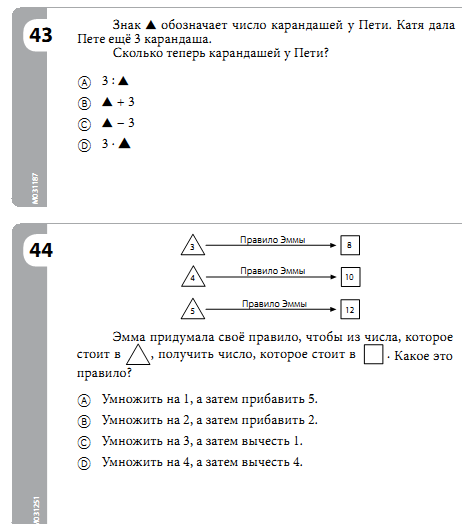 43
Знак ▲ обозначает число карандашей у Пети. Катя дала
Пете ещё 3 карандаша.
Сколько теперь карандашей у Пети?
A 3 : ▲
B ▲ + 3
C ▲ – 3
D 3 · ▲
M031187
44
3 Правило Эммы 8
4 Правило Эммы 10
5 Правило Эммы 12
Эмма придумала своё правило, чтобы из числа, которое
стоит в △, получить число, которое стоит в □. Какое это
правило?
A Умножить на 1, а затем прибавить 5.
B Умножить на 2, а затем прибавить 2.
C Умножить на 3, а затем вычесть 1.
D Умножить на 4, а затем вычесть 4.
M031251